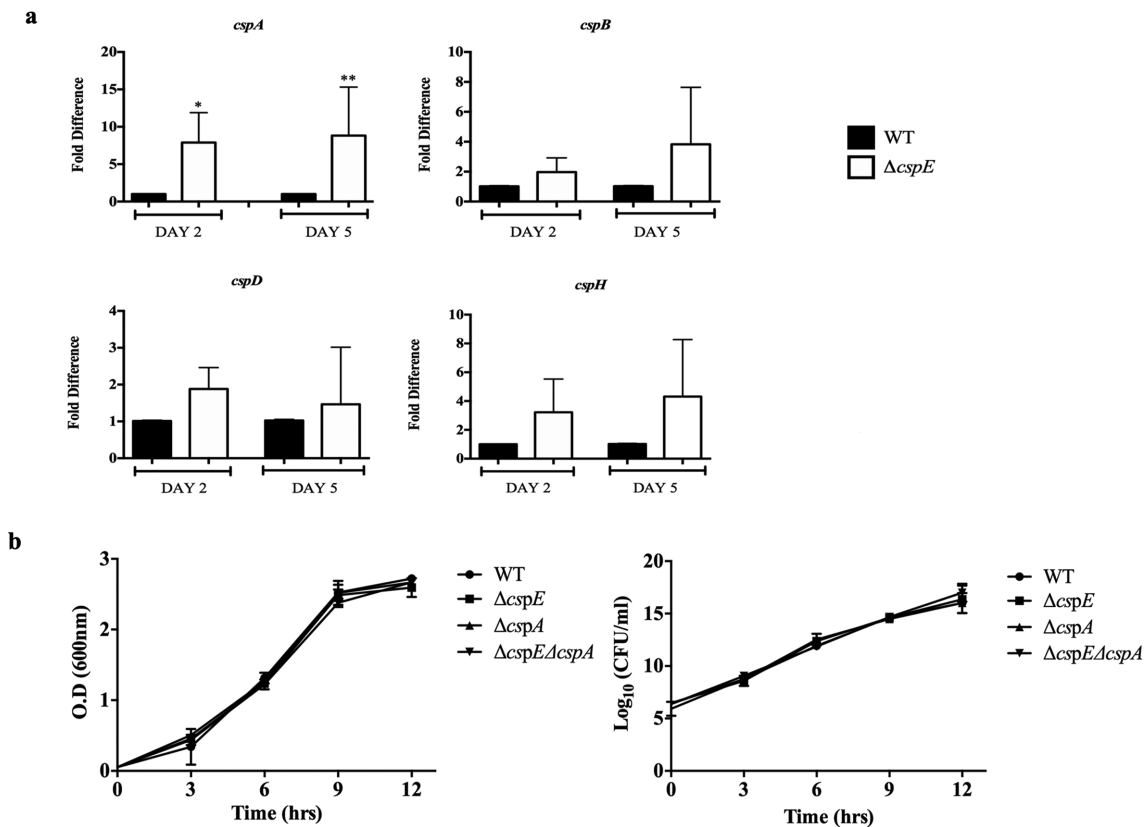 a
cspA
Fold Difference
20
15
10
5
0
*
**
DAY 2
DAY 5
cspB
Fold Difference
10
8
6
4
2
0
DAY 2
DAY 5
WT
ΔcspE
cspD
Fold Difference
4
3
2
1
0
DAY 2
DAY 5
cspH
Fold Difference
10
8
6
4
2
0
DAY 2
DAY 5
b
O.D (600nm)
3
2
1
0
0 3 6 9 12
Time (hrs)
WT
ΔcspE
ΔcspA
ΔcspEΔcspA
Log10 (CFU/ml)
20
15
10
5
0
0 3 6 9 12
Time (hrs)
WT
ΔcspE
ΔcspA
ΔcspEΔcspA